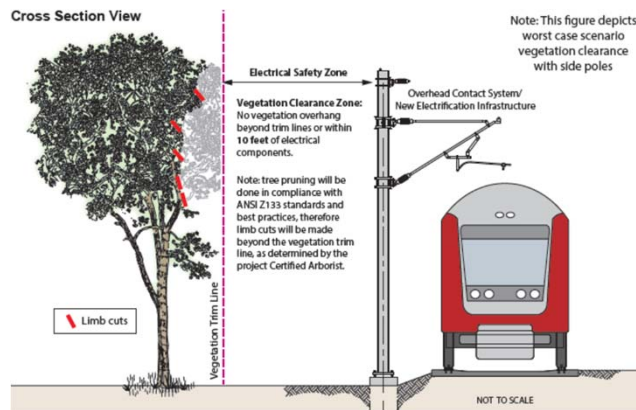 Cross Section View
Note: This figure depicts
worst case scenario
vegetation clearance
with side poles
Electrical Safety Zone
Vegetation Clearance Zone:
No vegetation overhang
beyond trim lines or within
10 feet of electrical
components.
Note: tree pruning will be
done in compliance with
ANSI Z133 standards and
best practices, therefore
limb cuts will be made
beyond the vegetation trim
line, as determined by the
project Certified Arborist.
Overhead Contact System/
New Electrification Infrastructure
Vegetation Trim Line
Limb cuts
NOT TO SCALE